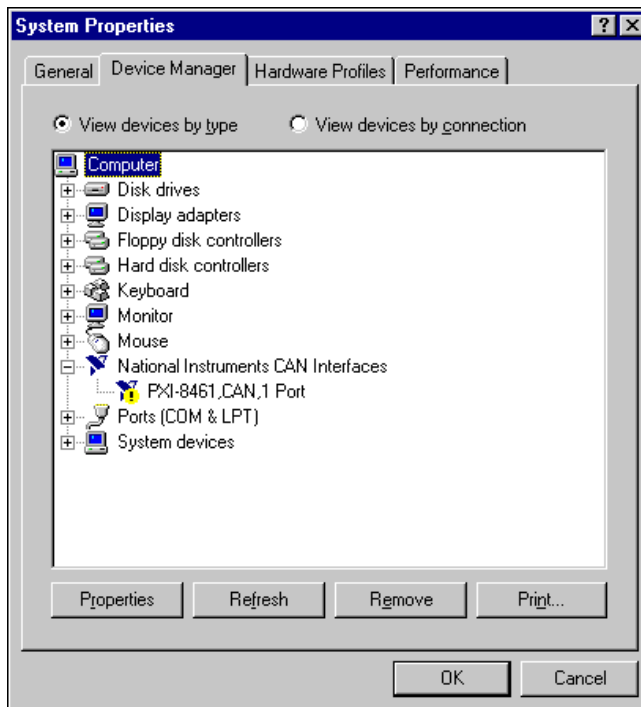 System Properties
General Device Manager Hardware Profiles Performance
View devices by type View devices by connection
Computer
Disk drives
Display adapters
Floppy disk controllers
Hard disk controllers
Keyboard
Monitor
Mouse
National Instruments CAN Interfaces
PXI-8461,CAN,1 Port
Ports (COM & LPT)
System devices
Properties Refresh Remove Print...
OK Cancel